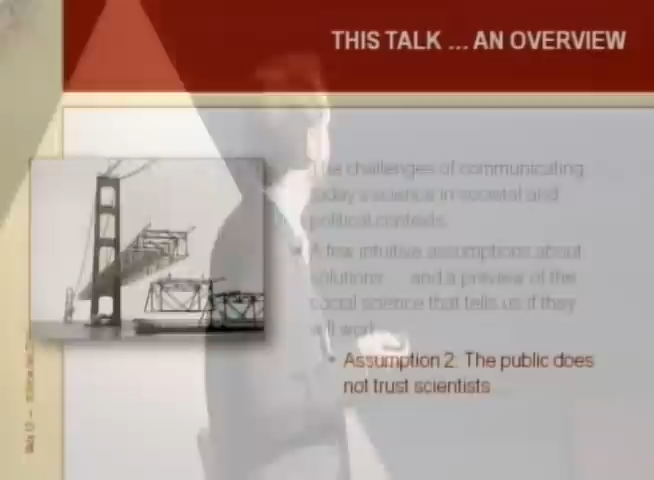 THIS TALK ... AN OVERVIEW
The challenges of communicating
today's science in societal and
political contexts
A few intuitive assumptions about
solutions ... and a preview of the
social science that tells us if they
will work
Assumption 2: The public does
not trust scientists